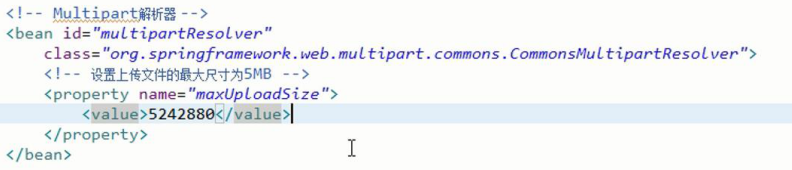 <!-- Multipart解析器 -->
<bean id="multipartResolver"
class="org.springframework.web.multipart.commons.CommonsMultipartResolver">
<!-- 设置上传文件的最大尺寸为5MB -->
<property name="maxUploadSize">
<value>5242880</value>
</property>
</bean>